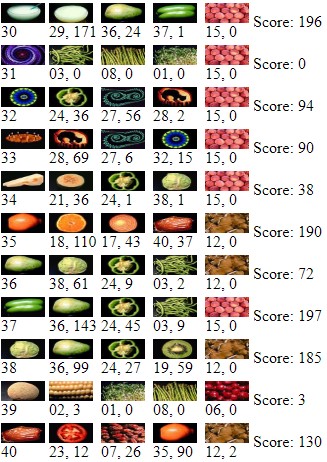 Score: 196
30 29, 171 36, 24 37, 1 15, 0
Score: 0
31 03, 0 08, 0 01, 0 15, 0
Score: 94
32 24, 36 27, 56 28, 2 15, 0
Score: 90
33 28, 69 27, 6 32, 15 15, 0
Score: 38
34 21, 36 24, 1 38, 1 15, 0
Score: 190
35 18, 110 17, 43 40, 37 12, 0
Score: 72
36 38, 61 24, 9 03, 2 12, 0
Score: 197
37 36, 143 24, 45 03, 9 15, 0
Score: 185
38 36, 99 24, 27 19, 59 12, 0
Score: 3
39 02, 3 01, 0 08, 0 06, 0
Score: 130
40 23, 12 07, 26 35, 90 12, 2